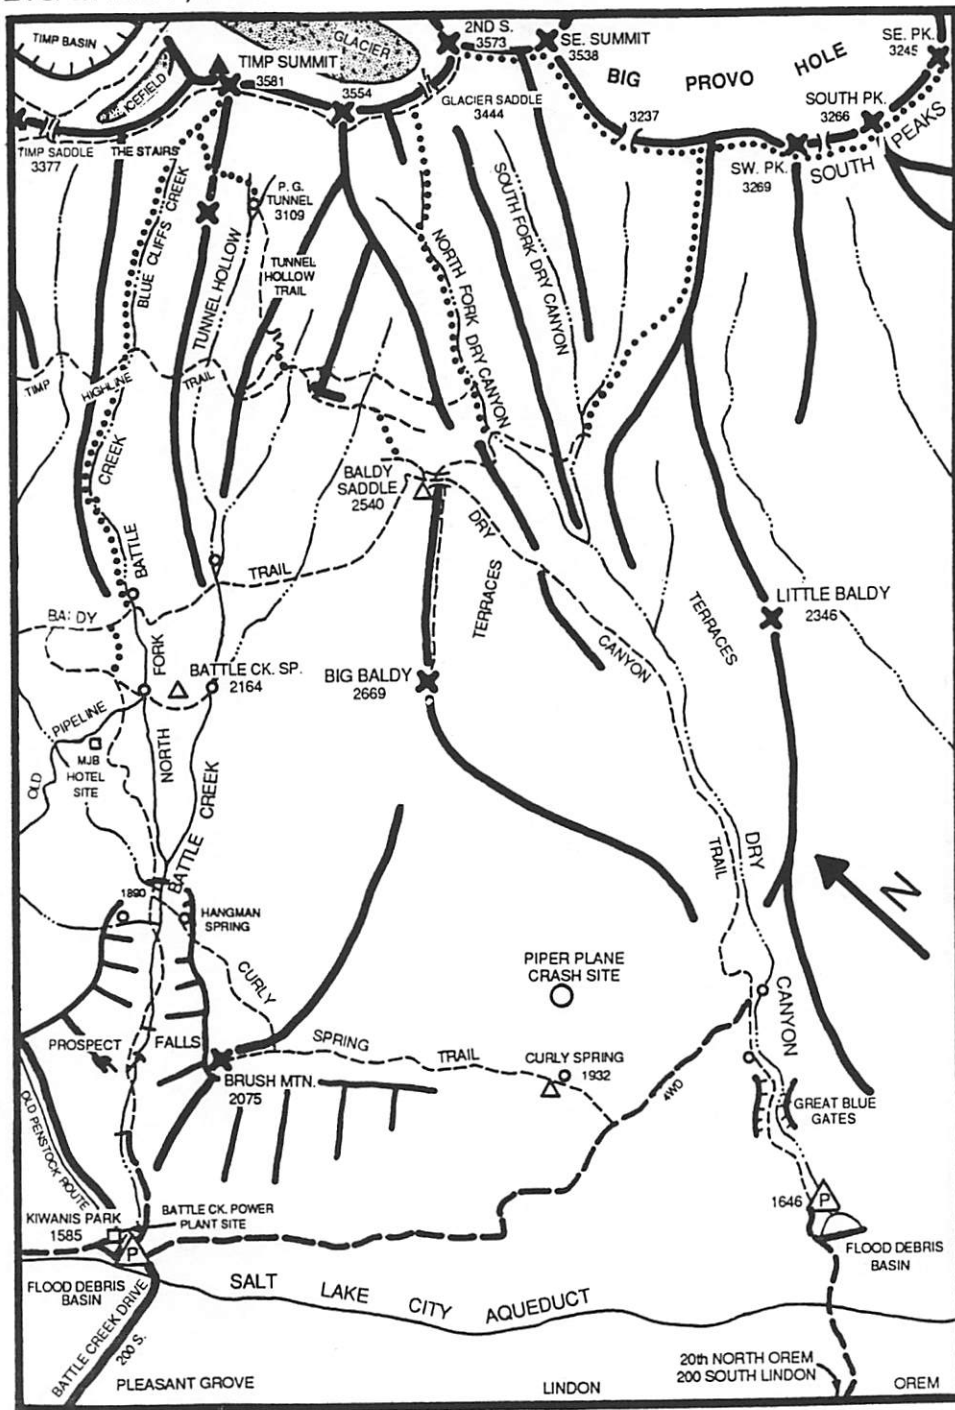 TIMP BASIN
GLACIER
2ND S.
3573
SE. SUMMIT
3538
SE. PK.
3245
TIMP SUMMIT
3581
3554
BIG PROVO HOLE
GLACIER SADDLE
3444
3237
SOUTH PK.
3266
TIMP SADDLE
3377
THE STAIRS
SW. PK.
3269
SOUTH PEAKS
P. G.
TUNNEL
3109
BLUE CLIFFS CREEK
TUNNEL HOLLOW
TUNNEL
HOLLOW
TRAIL
NORTH FORK DRY CANYON
SOUTH FORK DRY CANYON
TIMP HIGHLINE TRAIL
BALDY
SADDLE
2540
NORTH FORK BATTLE CREEK
BA: DY TRAIL
DRY CANYON TRAIL
TERRACES
TERRACES
LITTLE BALDY
2346
BATTLE CK. SP.
2164
BIG BALDY
2669
OLD PIPELINE
MJB
HOTEL
SITE
BATTLE CREEK
DRY CANYON
N
1890
HANGMAN
SPRING
CURLY SPRING TRAIL
PIPER PLANE
CRASH SITE
PROSPECT
FALLS
BRUSH MTN.
2075
CURLY SPRING
1932
4WD
GREAT BLUE
GATES
OLD PENSTOCK ROUTE
KIWANIS PARK
1585
BATTLE CK. POWER
PLANT SITE
P
1646
P
FLOOD DEBRIS
BASIN
FLOOD DEBRIS
BASIN
SALT LAKE CITY AQUEDUCT
BATTLE CREEK DRIVE
200 S.
20th NORTH OREM
200 SOUTH LINDON
PLEASANT GROVE
LINDON
OREM